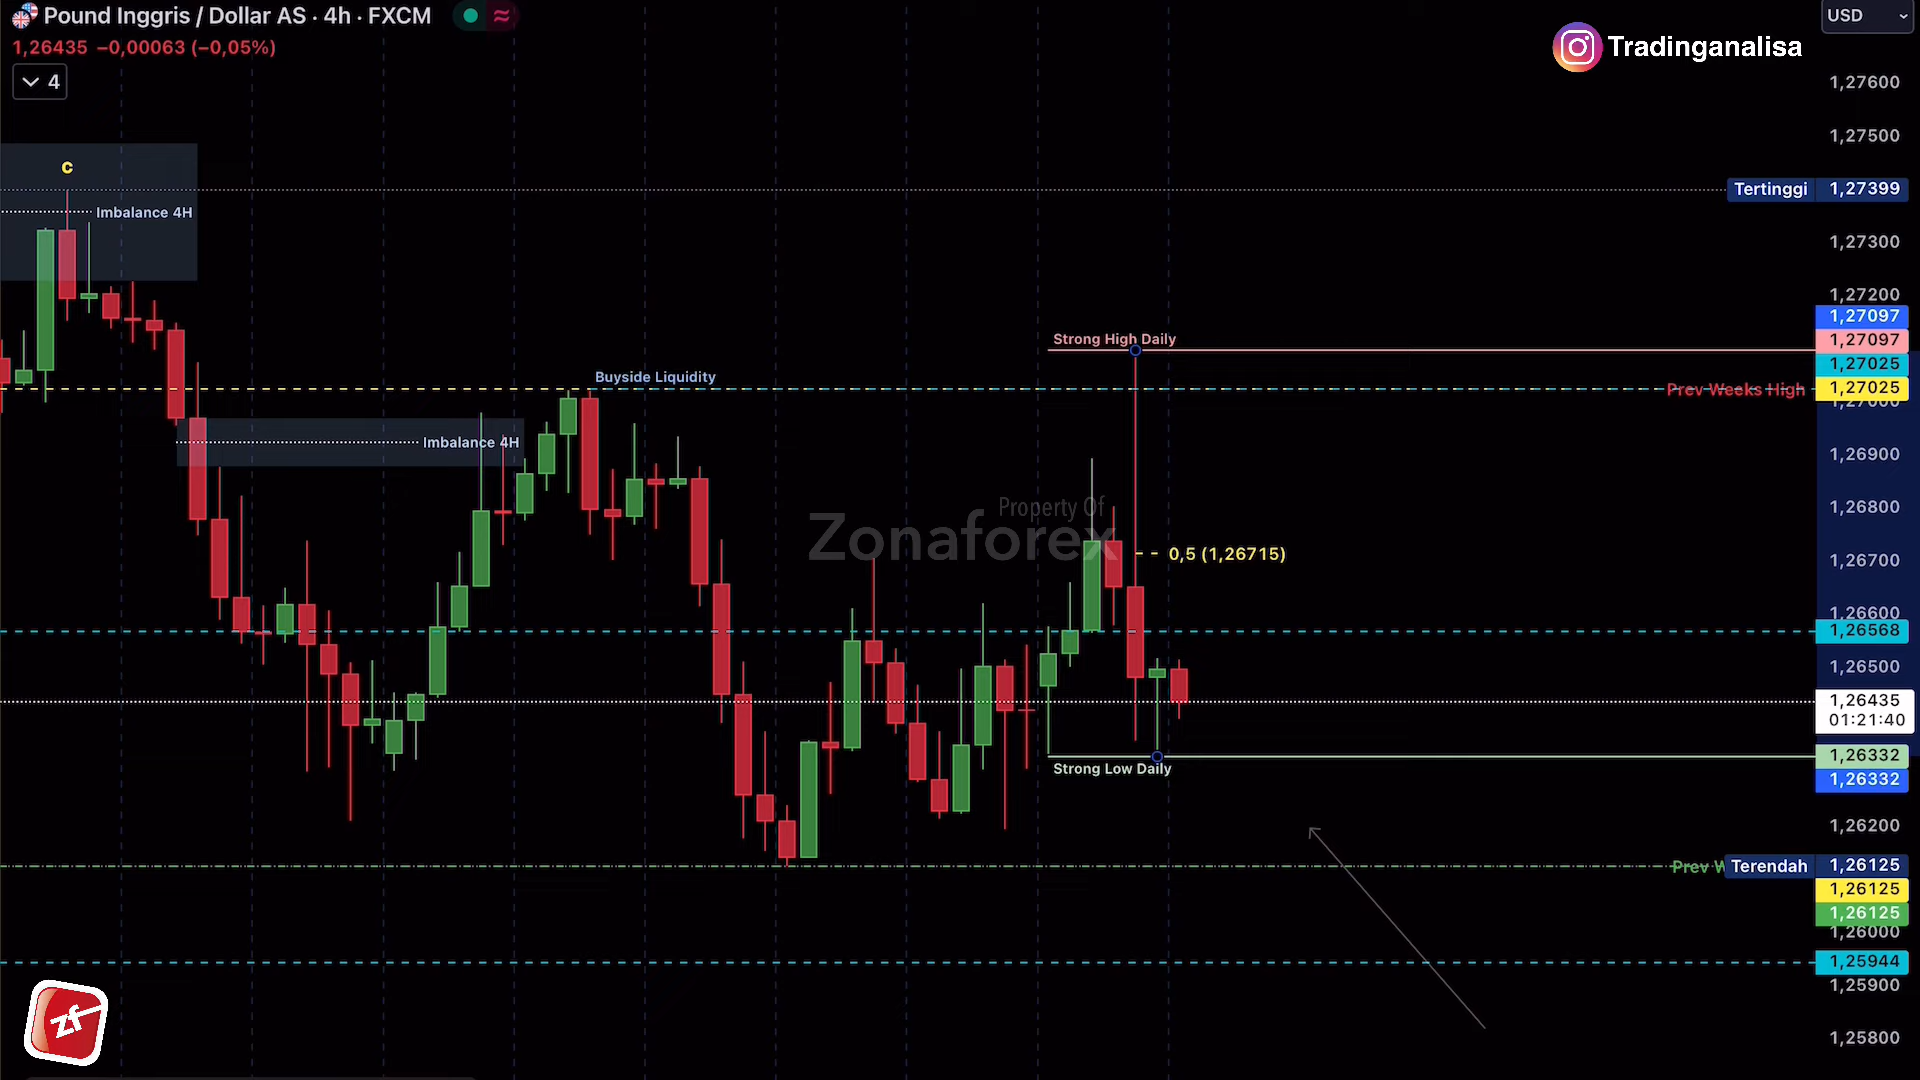 Pound Inggris / Dollar AS · 4h · FXCM
1,26435 −0,00063 (−0,05%)
4
USD
Tradinganalisa
1,27600
1,27500
C
Tertinggi 1,27399
Imbalance 4H
1,27300
1,27200
1,27097
Strong High Daily
1,27097
1,27025
Buyside Liquidity
Prev Weeks High
1,27025
1,27000
Imbalance 4H
1,26900
Property Of
Zonaforex
1,26800
0,5 (1,26715)
1,26700
1,26600
1,26568
1,26500
1,26435
01:21:40
1,26332
Strong Low Daily
1,26332
1,26200
Prev W
Terendah 1,26125
1,26125
1,26125
1,26000
1,25944
1,25900
zf
1,25800